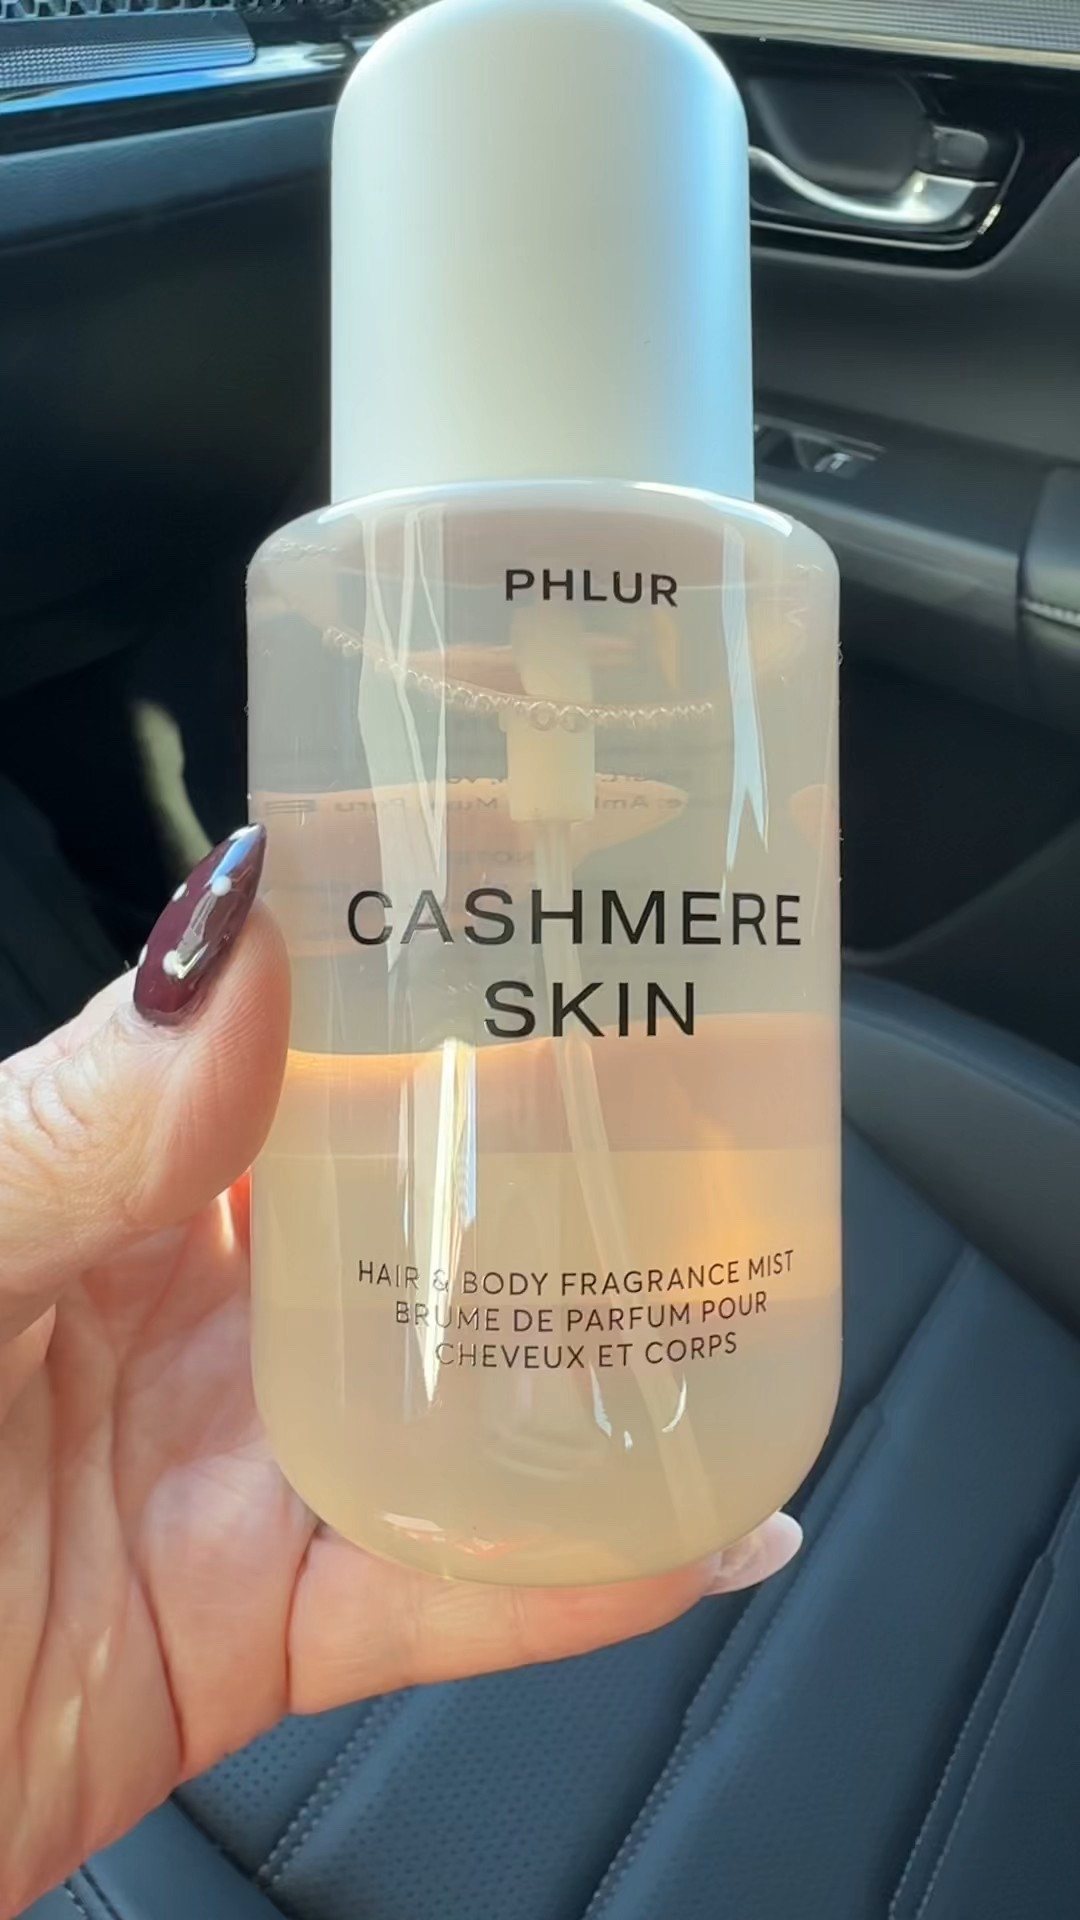 PHLUR
CASHMERE
SKIN
HAIR & BODY FRAGRANCE MIST
BRUME DE PARFUM POUR
CHEVEUX ET CORPS